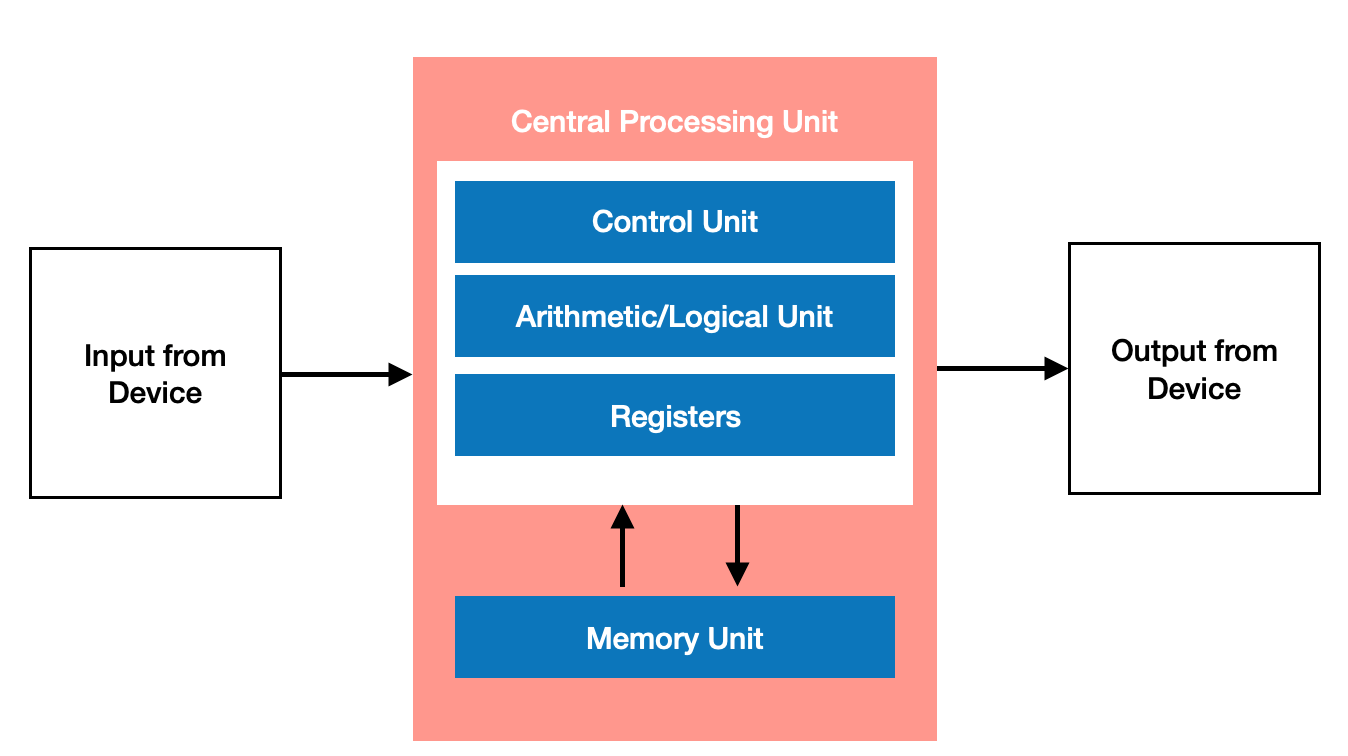 Central Processing Unit
Control Unit
Arithmetic/Logical Unit
Registers
Memory Unit
Input from
Device
Output from
Device